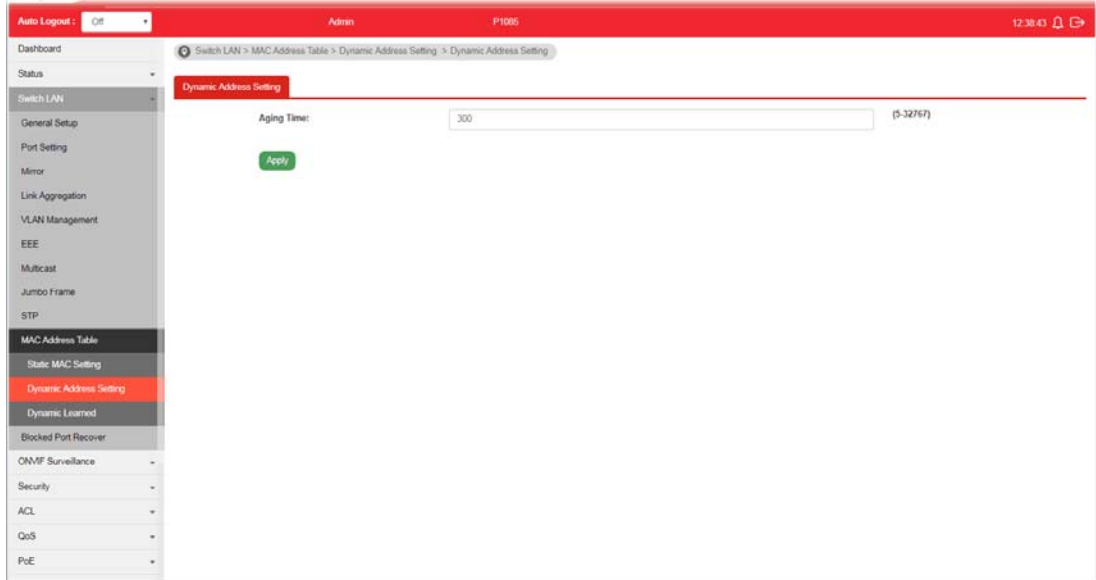 Auto Logout : Off Admin P1085 12:38:43
Dashboard
Switch LAN > MAC Address Table > Dynamic Address Setting > Dynamic Address Setting
Status
Dynamic Address Setting
Switch LAN
Aging Time: 300 (5-32767)
General Setup
Port Setting
Apply
Mirror
Link Aggregation
VLAN Management
EEE
Multicast
Jumbo Frame
STP
MAC Address Table
Static MAC Setting
Dynamic Address Setting
Dynamic Learned
Blocked Port Recover
ONVIF Surveillance
Security
ACL
QoS
PoE